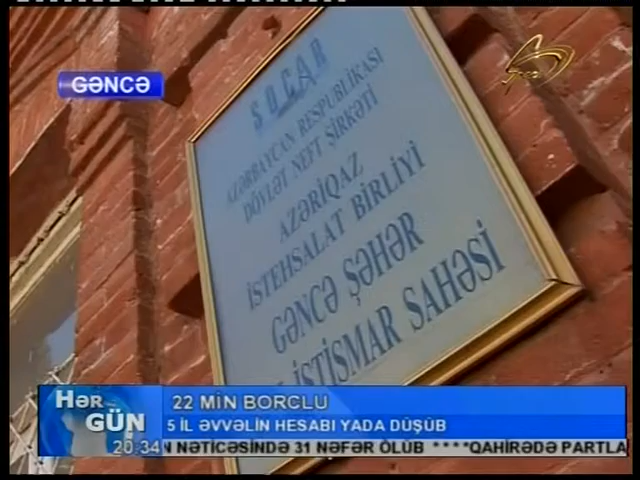 GƏNCƏ
SOCAR
AZƏRBAYCAN RESPUBLİKASI
DÖVLƏT NEFT ŞİRKƏTİ
AZƏRİQAZ
İSTEHSALAT BİRLİYİ
GƏNCƏ ŞƏHƏR
İSTİSMAR SAHƏSİ
HƏR GÜN
22 MİN BORCLU
5 İL ƏVVƏLİN HESABI YADA DÜŞÜB
20:34
N NƏTİCƏSİNDƏ 31 NƏFƏR ÖLÜB ****QAHİRƏDƏ PARTLA